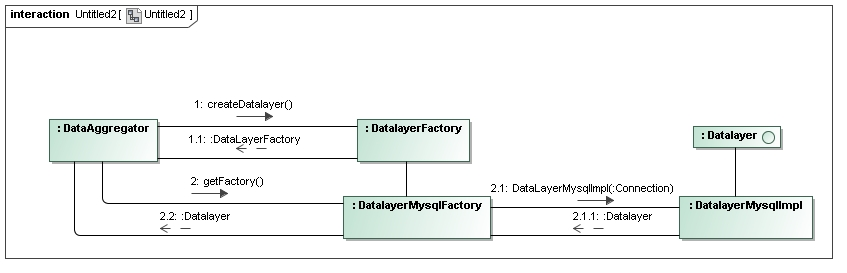 interaction Untitled2[ Untitled2 ]
1: createDatalayer()
: DataAggregator
: DatalayerFactory
: Datalayer
1.1: :DataLayerFactory
2: getFactory()
2.1: DataLayerMysqlImpl(:Connection)
: DatalayerMysqlFactory
: DatalayerMysqlImpl
2.2: :Datalayer
2.1.1: :Datalayer